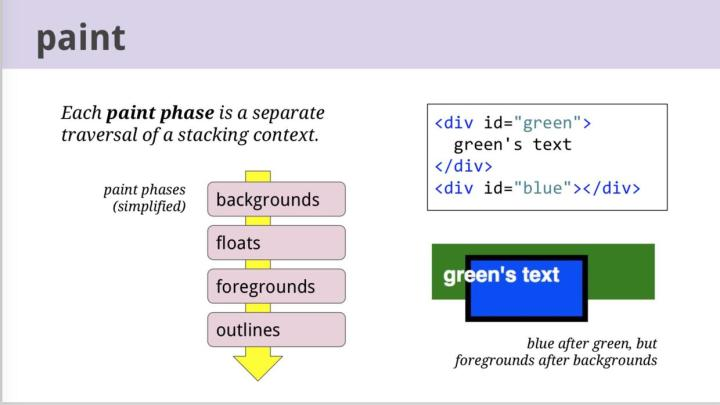 paint
Each paint phase is a separate
traversal of a stacking context.
paint phases
(simplified)
backgrounds
floats
foregrounds
outlines
<div id="green">
green's text
</div>
<div id="blue"></div>
green's text
blue after green, but
foregrounds after backgrounds